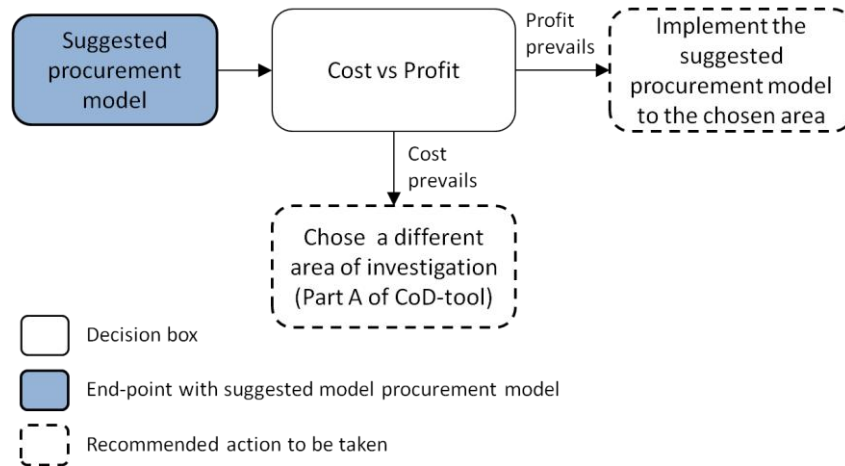 Suggested
procurement
model
Cost vs Profit
Profit
prevails
Implement the
suggested
procurement model
to the chosen area
Cost
prevails
Chose a different
area of investigation
(Part A of CoD-tool)
Decision box
End-point with suggested model procurement model
Recommended action to be taken